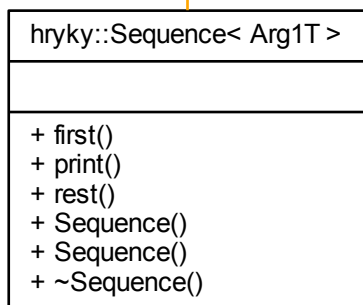 hryky::Sequence< Arg1T >
+ first()
+ print()
+ rest()
+ Sequence()
+ Sequence()
+ ~Sequence()